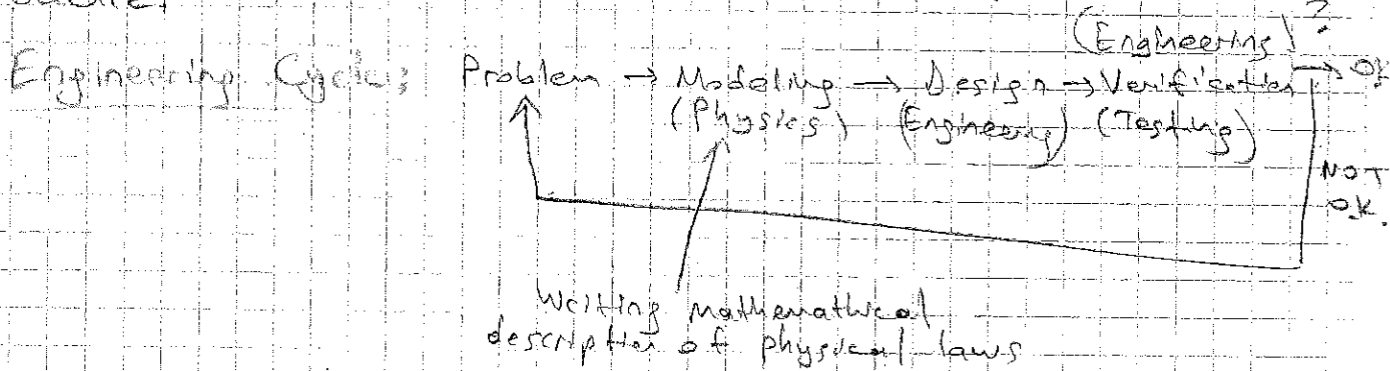 (Engineering) ?
Engineering Cycle: Problem → Modeling → Design → Verification → OK
(Physics) (Engineering) (Testing)
NOT
O.K.
Writing mathematical
description of physical laws